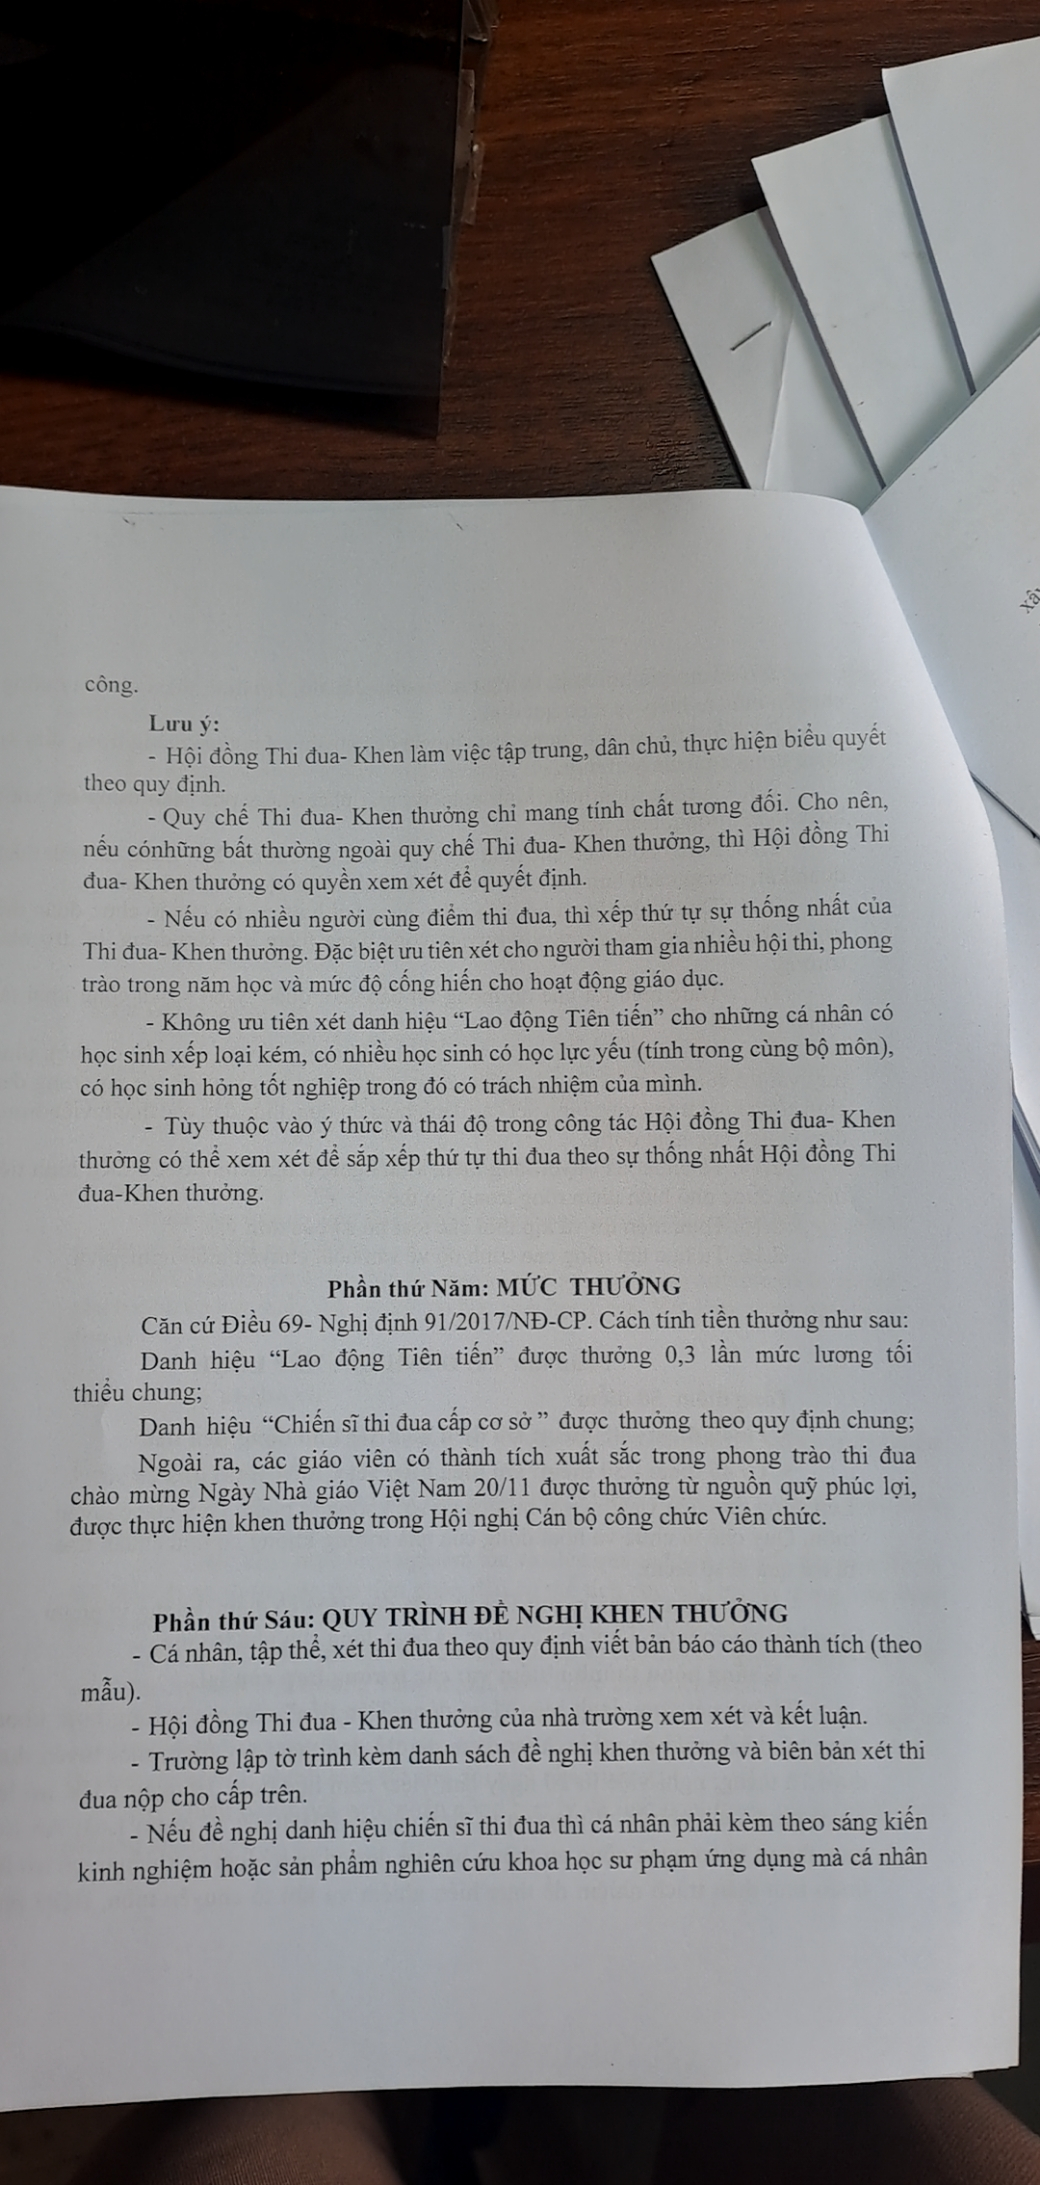 xâ
công.
Lưu ý:
- Hội đồng Thi đua- Khen làm việc tập trung, dân chủ, thực hiện biểu quyết
theo quy định.
- Quy chế Thi đua- Khen thưởng chỉ mang tính chất tương đối. Cho nên,
nếu cónhững bất thường ngoài quy chế Thi đua- Khen thưởng, thì Hội đồng Thi
đua- Khen thưởng có quyền xem xét để quyết định.
- Nếu có nhiều người cùng điểm thi đua, thì xếp thứ tự sự thống nhất của
Thi đua- Khen thưởng. Đặc biệt ưu tiên xét cho người tham gia nhiều hội thi, phong
trào trong năm học và mức độ cống hiến cho hoạt động giáo dục.
- Không ưu tiên xét danh hiệu “Lao động Tiên tiến” cho những cá nhân có
học sinh xếp loại kém, có nhiều học sinh có học lực yếu (tính trong cùng bộ môn),
có học sinh hỏng tốt nghiệp trong đó có trách nhiệm của mình.
- Tùy thuộc vào ý thức và thái độ trong công tác Hội đồng Thi đua- Khen
thưởng có thể xem xét để sắp xếp thứ tự thi đua theo sự thống nhất Hội đồng Thi
đua-Khen thưởng.
Phần thứ Năm: MỨC THƯỞNG
Căn cứ Điều 69- Nghị định 91/2017/NĐ-CP. Cách tính tiền thưởng như sau:
Danh hiệu “Lao động Tiên tiến” được thưởng 0,3 lần mức lương tối
thiểu chung;
Danh hiệu “Chiến sĩ thi đua cấp cơ sở ” được thưởng theo quy định chung;
Ngoài ra, các giáo viên có thành tích xuất sắc trong phong trào thi đua
chào mừng Ngày Nhà giáo Việt Nam 20/11 được thưởng từ nguồn quỹ phúc lợi,
được thực hiện khen thưởng trong Hội nghị Cán bộ công chức Viên chức.
Phần thứ Sáu: QUY TRÌNH ĐỀ NGHỊ KHEN THƯỞNG
- Cá nhân, tập thể, xét thi đua theo quy định viết bản báo cáo thành tích (theo
mẫu).
- Hội đồng Thi đua - Khen thưởng của nhà trường xem xét và kết luận.
- Trường lập tờ trình kèm danh sách đề nghị khen thưởng và biên bản xét thi
đua nộp cho cấp trên.
- Nếu đề nghị danh hiệu chiến sĩ thi đua thì cá nhân phải kèm theo sáng kiến
kinh nghiệm hoặc sản phẩm nghiên cứu khoa học sư phạm ứng dụng mà cá nhân